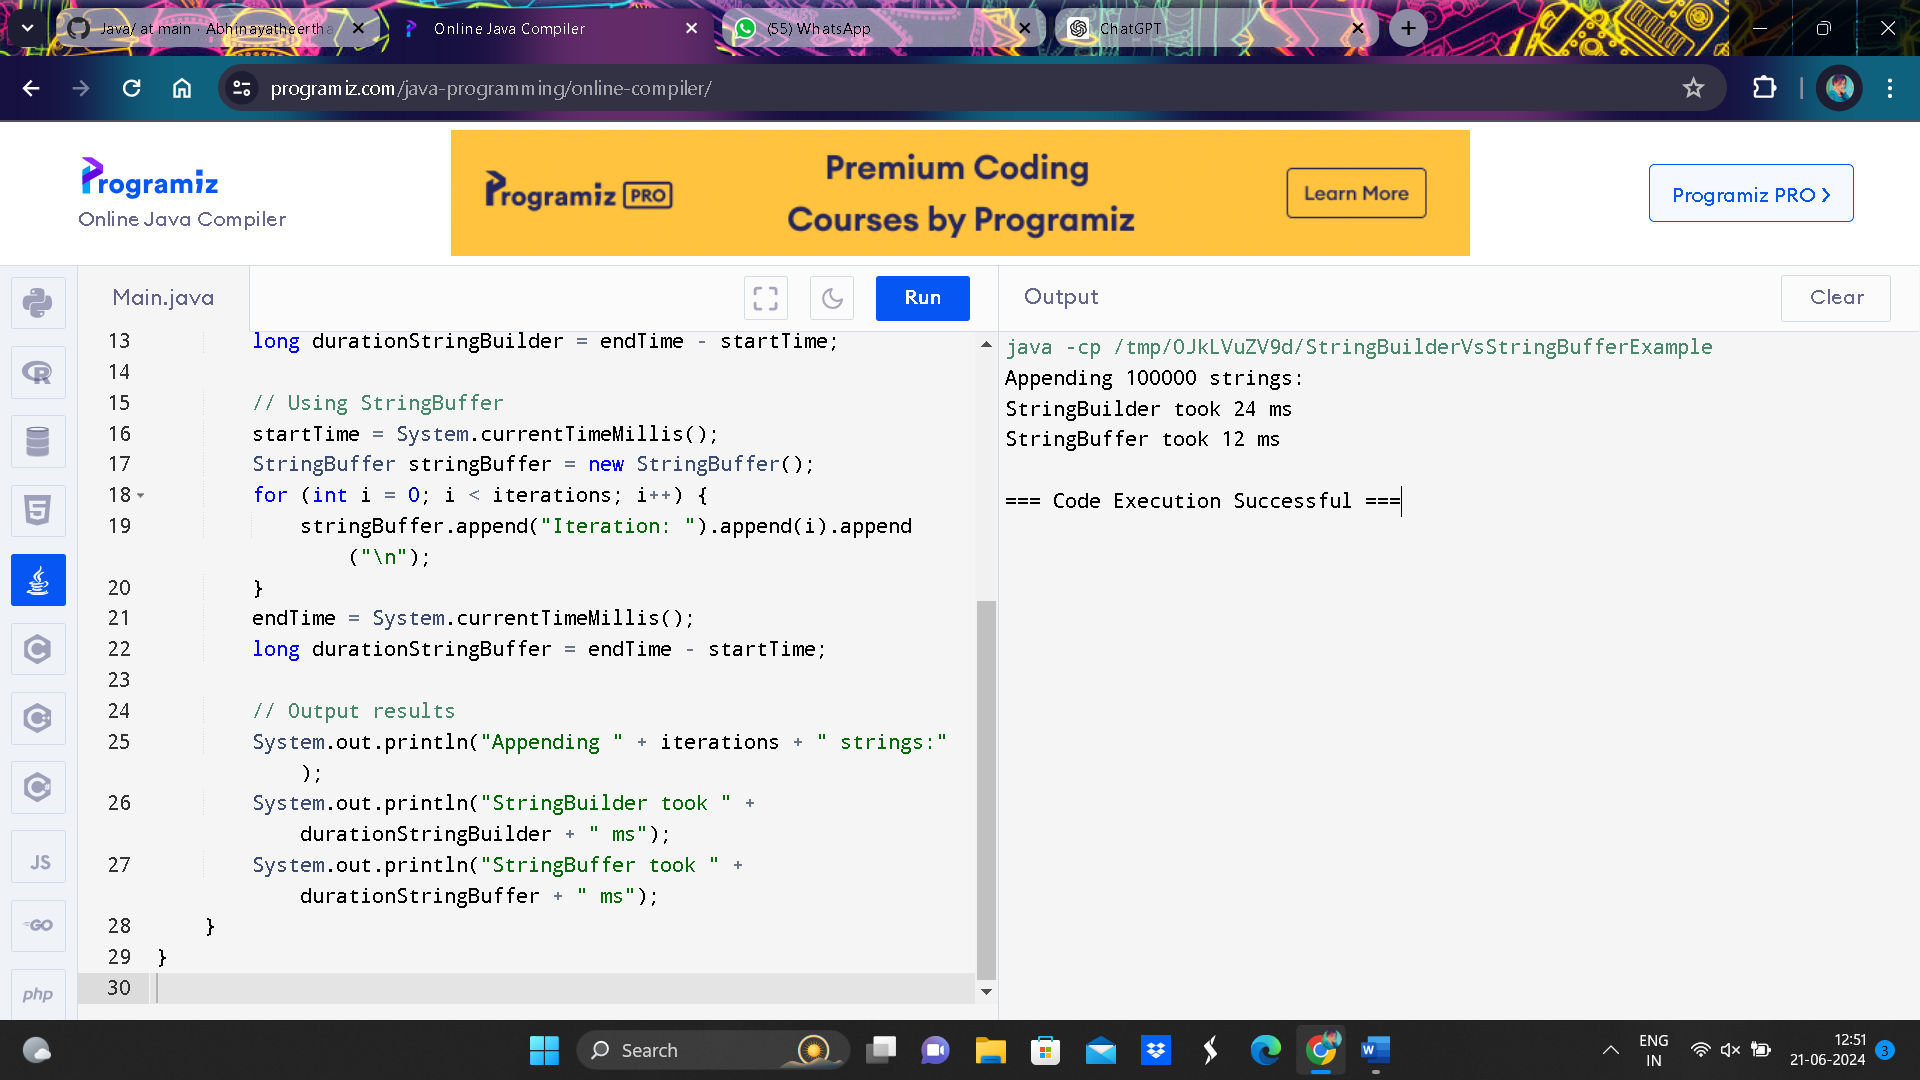 Java/ at main · Abhinayatheertha
Online Java Compiler
(55) WhatsApp
ChatGPT
programiz.com/java-programming/online-compiler/
Programiz
Online Java Compiler
Programiz PRO
Premium Coding
Courses by Programiz
Learn More
Programiz PRO
Main.java
Run
Output
Clear
13 long durationStringBuilder = endTime - startTime;
14
15 // Using StringBuffer
16 startTime = System.currentTimeMillis();
17 StringBuffer stringBuffer = new StringBuffer();
18 for (int i = 0; i < iterations; i++) {
19 stringBuffer.append("Iteration: ").append(i).append
("\n");
20 }
21 endTime = System.currentTimeMillis();
22 long durationStringBuffer = endTime - startTime;
23
24 // Output results
25 System.out.println("Appending " + iterations + " strings:"
);
26 System.out.println("StringBuilder took " +
durationStringBuilder + " ms");
27 System.out.println("StringBuffer took " +
durationStringBuffer + " ms");
28 }
29 }
30
java -cp /tmp/OJkLVuZV9d/StringBuilderVsStringBufferExample
Appending 100000 strings:
StringBuilder took 24 ms
StringBuffer took 12 ms
=== Code Execution Successful ===
R
5
C
C
C
JS
GO
php
Search
W
ENG
IN
12:51
21-06-2024
3